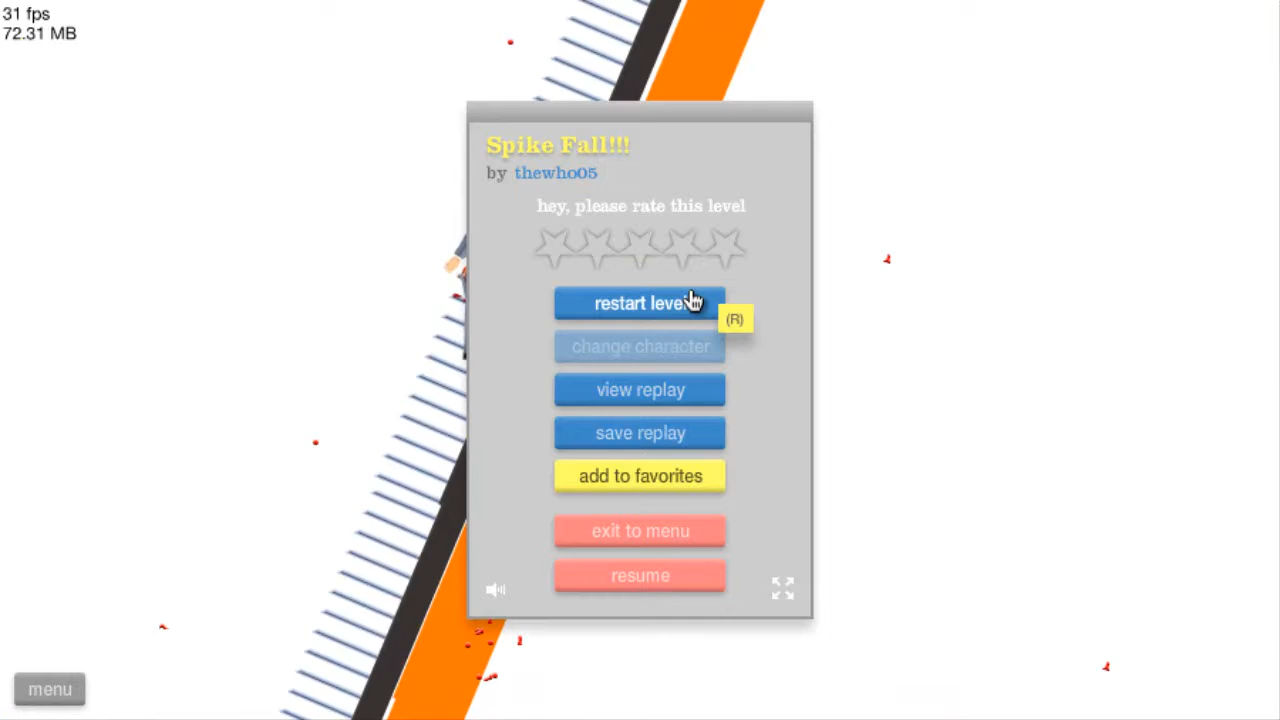 31 fps
72.31 MB
Spike Fall!!!
by thewho05
hey, please rate this level
restart level
(R)
change character
view replay
save replay
add to favorites
exit to menu
resume
menu